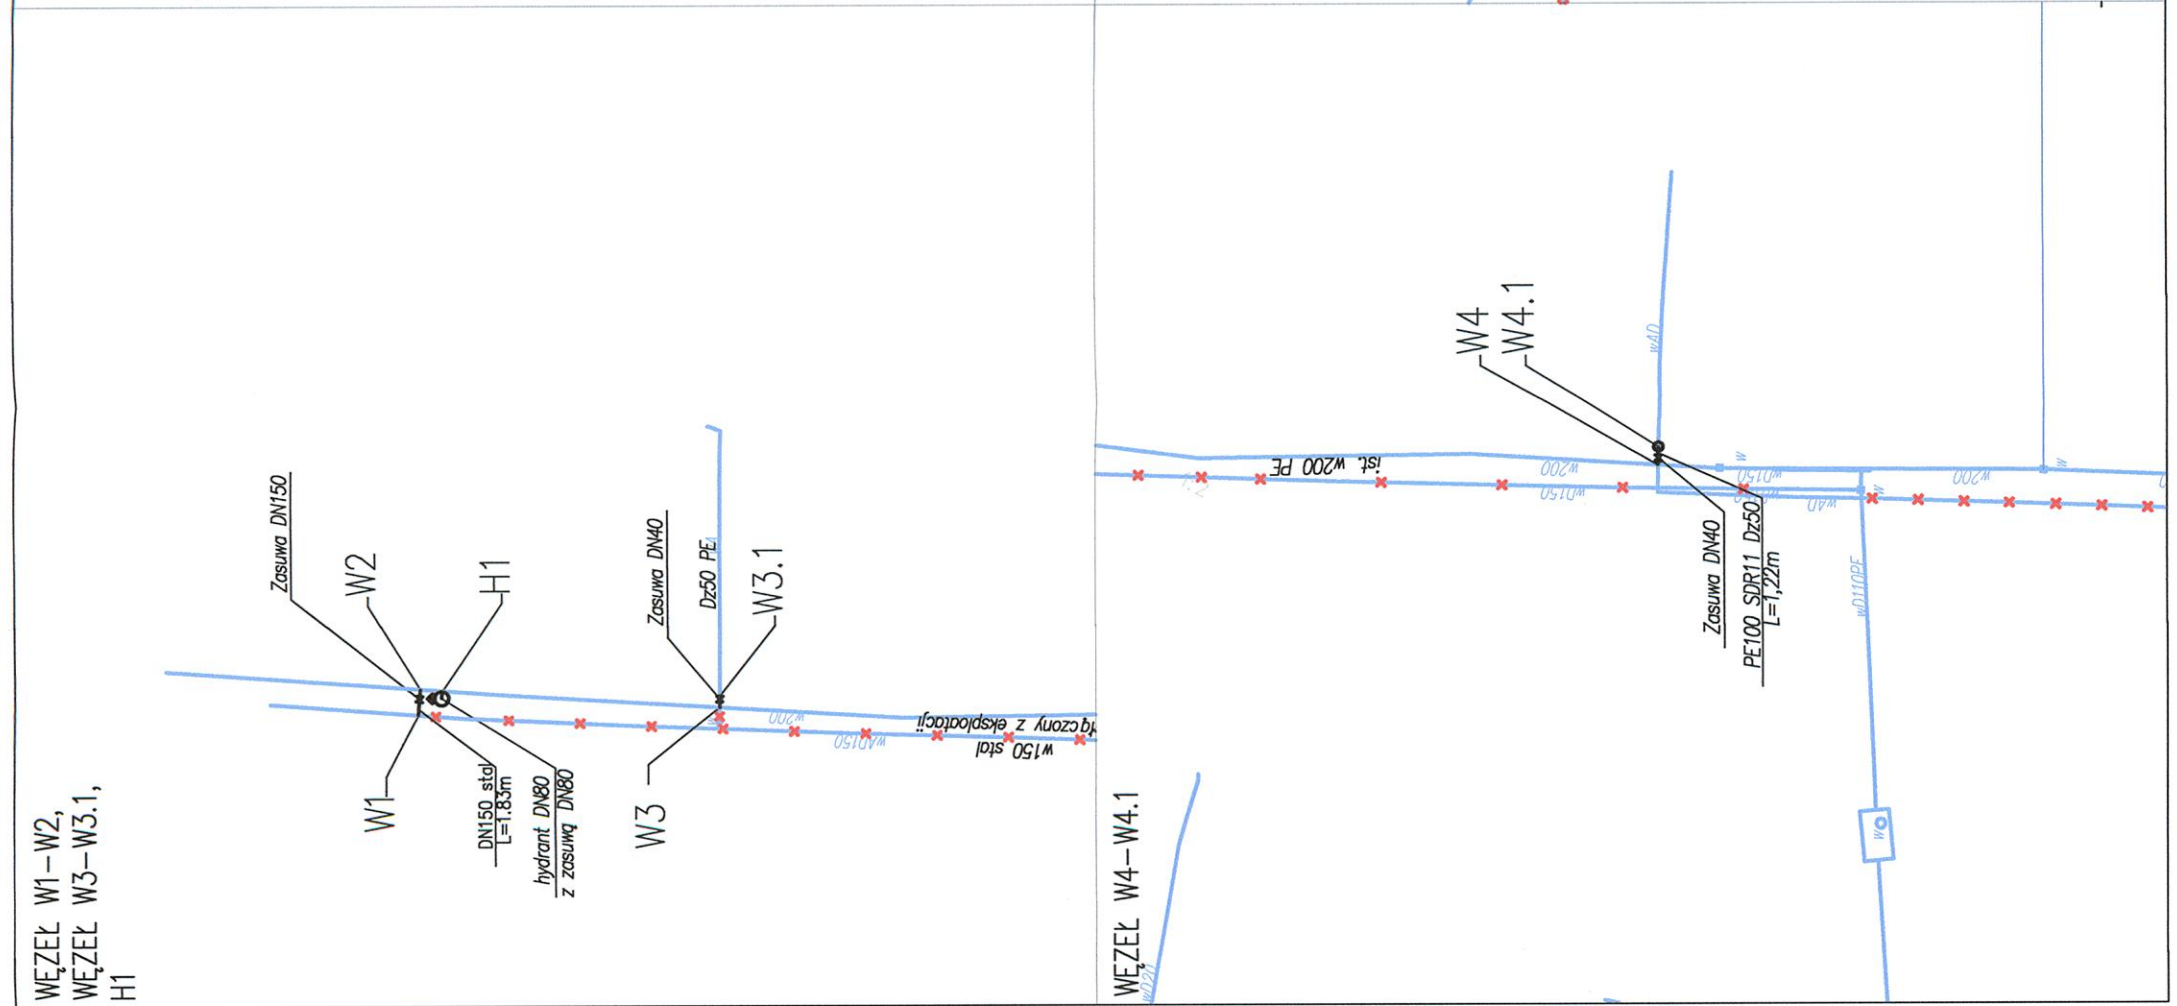 WĘZEŁ W1-W2,
WĘZEŁ W3-W3.1,
H1
Zasuwa DN150
W2
H1
W1
DN150 stal
L=1.83m
hydrant DN80
z zasuwą DN80
Zasuwa DN40
Dz50 PE
W3.1
W3
w200
wAD150
w150 stal
łączony z eksploatacji
WĘZEŁ W4-W4.1
wD20
W4
W4.1
wAD
ist. w200 PE
w200
wD150
w
wD150
w200
w
w
wAD
Zasuwa DN40
PE100 SDR11 Dz50
L=1,22m
wD110PE
w